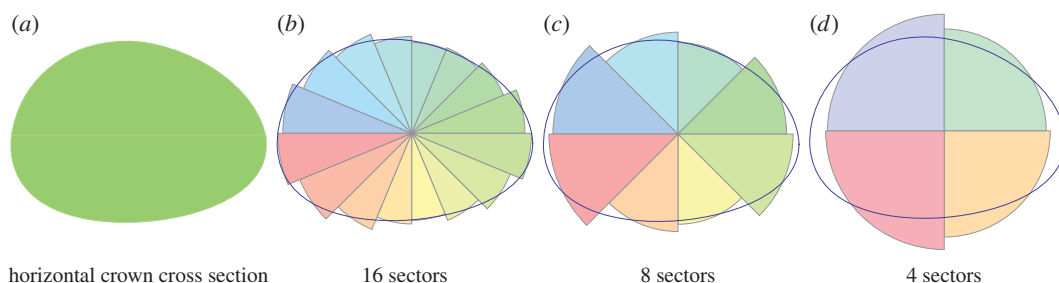 (a)
(b)
(c)
(d)
horizontal crown cross section
16 sectors
8 sectors
4 sectors